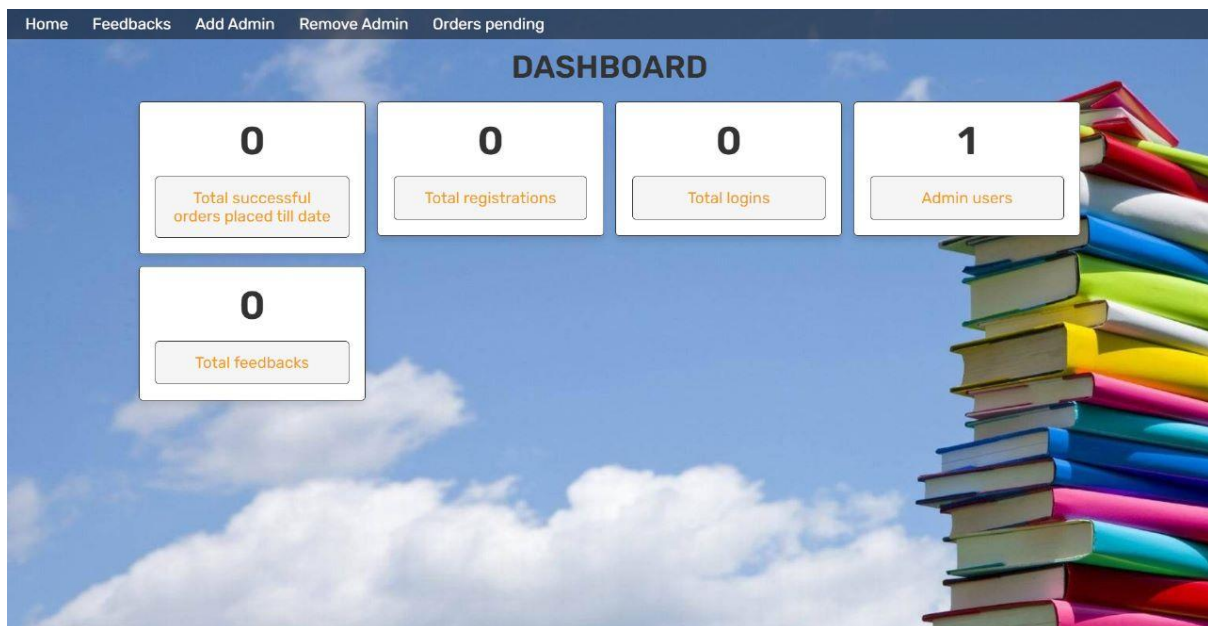 Home Feedbacks Add Admin Remove Admin Orders pending
DASHBOARD
0
Total successful
orders placed till date
0
Total registrations
0
Total logins
1
Admin users
0
Total feedbacks